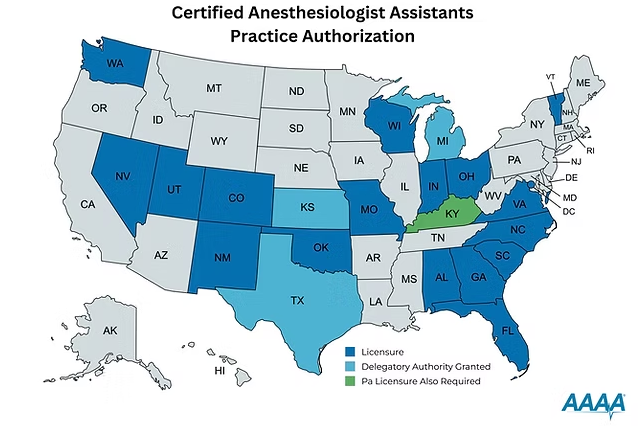 Certified Anesthesiologist Assistants
Practice Authorization
WA
MT
ND
MN
VT
ME
OR
ID
SD
WI
MI
NY
NH
MA
CT
RI
WY
IA
PA
NJ
NV
UT
CO
NE
IL
IN
OH
WV
VA
DE
MD
DC
CA
KS
MO
KY
NC
AZ
NM
OK
AR
TN
SC
TX
LA
MS
AL
GA
FL
AK
HI
Licensure
Delegatory Authority Granted
Pa Licensure Also Required
AAAA